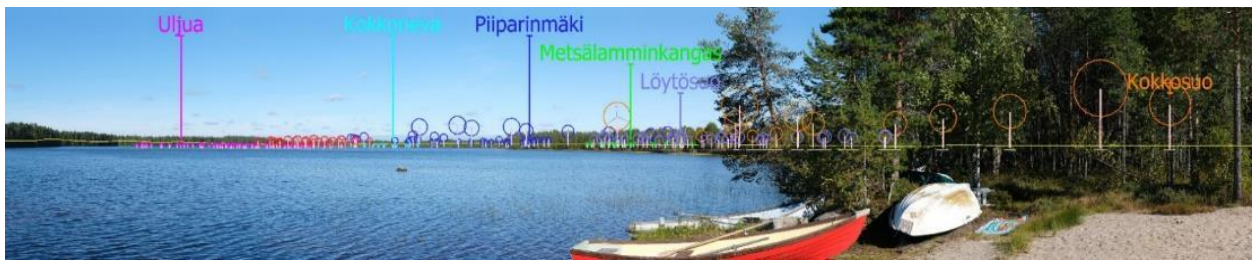 Uljua
Kokkoneva
Piiparinmäki
Metsälamminkangas
Löytösuo
Kokkosuo